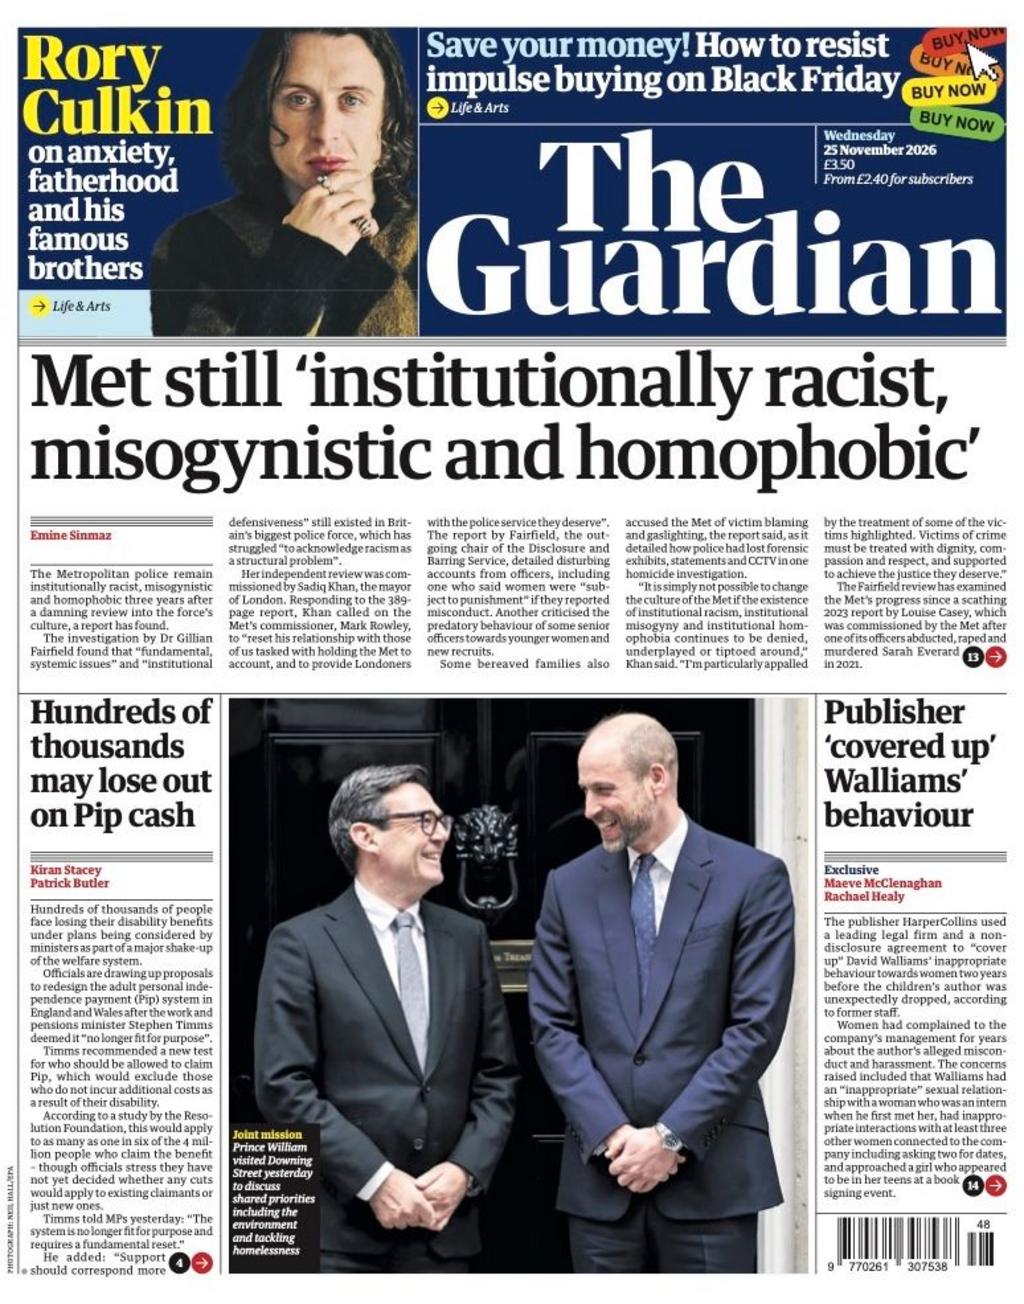 Rory
Culkin
on anxiety,
fatherhood
and his
famous
brothers
Life & Arts
Save your money! How to resist
impulse buying on Black Friday
Life & Arts
BUY NOW
BUY NOW
BUY NOW
BUY NOW
Wednesday
25 November 2026
£3.50
From £2.40 for subscribers
The
Guardian
Met still ‘institutionally racist,
misogynistic and homophobic’
Emine Sinmaz
The Metropolitan police remain
institutionally racist, misogynistic
and homophobic three years after
a damning review into the force’s
culture, a report has found.
The investigation by Dr Gillian
Fairfield found that “fundamental,
systemic issues” and “institutional
defensiveness” still existed in Brit-
ain’s biggest police force, which has
struggled “to acknowledge racism as
a structural problem”.
Her independent review was com-
missioned by Sadiq Khan, the mayor
of London. Responding to the 389-
page report, Khan called on the
Met’s commissioner, Mark Rowley,
to “reset his relationship with those
of us tasked with holding the Met to
account, and to provide Londoners
with the police service they deserve”.
The report by Fairfield, the out-
going chair of the Disclosure and
Barring Service, detailed disturbing
accounts from officers, including
one who said women were “sub-
ject to punishment” if they reported
misconduct. Another criticised the
predatory behaviour of some senior
officers towards younger women and
new recruits.
Some bereaved families also
accused the Met of victim blaming
and gaslighting, the report said, as it
detailed how police had lost forensic
exhibits, statements and CCTV in one
homicide investigation.
“It is simply not possible to change
the culture of the Met if the existence
of institutional racism, institutional
misogyny and institutional hom-
ophobia continues to be denied,
underplayed or tiptoed around,”
Khan said. “I’m particularly appalled
by the treatment of some of the vic-
tims highlighted. Victims of crime
must be treated with dignity, com-
passion and respect, and supported
to achieve the justice they deserve.”
The Fairfield review has examined
the Met’s progress since a scathing
2023 report by Louise Casey, which
was commissioned by the Met after
one of its officers abducted, raped and
murdered Sarah Everard
in 2021.
13
Hundreds of
thousands
may lose out
on Pip cash
Kiran Stacey
Patrick Butler
Hundreds of thousands of people
face losing their disability benefits
under plans being considered by
ministers as part of a major shake-up
of the welfare system.
Officials are drawing up proposals
to redesign the adult personal inde-
pendence payment (Pip) system in
England and Wales after the work and
pensions minister Stephen Timms
deemed it “no longer fit for purpose”.
Timms recommended a new test
for who should be allowed to claim
Pip, which would exclude those
who do not incur additional costs as
a result of their disability.
According to a study by the Reso-
lution Foundation, this would apply
to as many as one in six of the 4 mil-
lion people who claim the benefit
– though officials stress they have
not yet decided whether any cuts
would apply to existing claimants or
just new ones.
Timms told MPs yesterday: “The
system is no longer fit for purpose and
requires a fundamental reset.”
He added: “Support
should correspond more
4
PHOTOGRAPH: NEIL HALL/EPA
Joint mission
Prince William
visited Downing
Street yesterday
to discuss
shared priorities
including the
environment
and tackling
homelessness
Publisher
‘covered up’
Walliams’
behaviour
Exclusive
Maeve McClenaghan
Rachael Healy
The publisher HarperCollins used
a leading legal firm and a non-
disclosure agreement to “cover
up” David Walliams’ inappropriate
behaviour towards women two years
before the children’s author was
unexpectedly dropped, according
to former staff.
Women had complained to the
company’s management for years
about the author’s alleged miscon-
duct and harassment. The concerns
raised included that Walliams had
an “inappropriate” sexual relation-
ship with a woman who was an intern
when he first met her, had inappro-
priate interactions with at least three
other women connected to the com-
pany including asking two for dates,
and approached a girl who appeared
to be in her teens at a book
signing event.
14
48
9 770261 307538